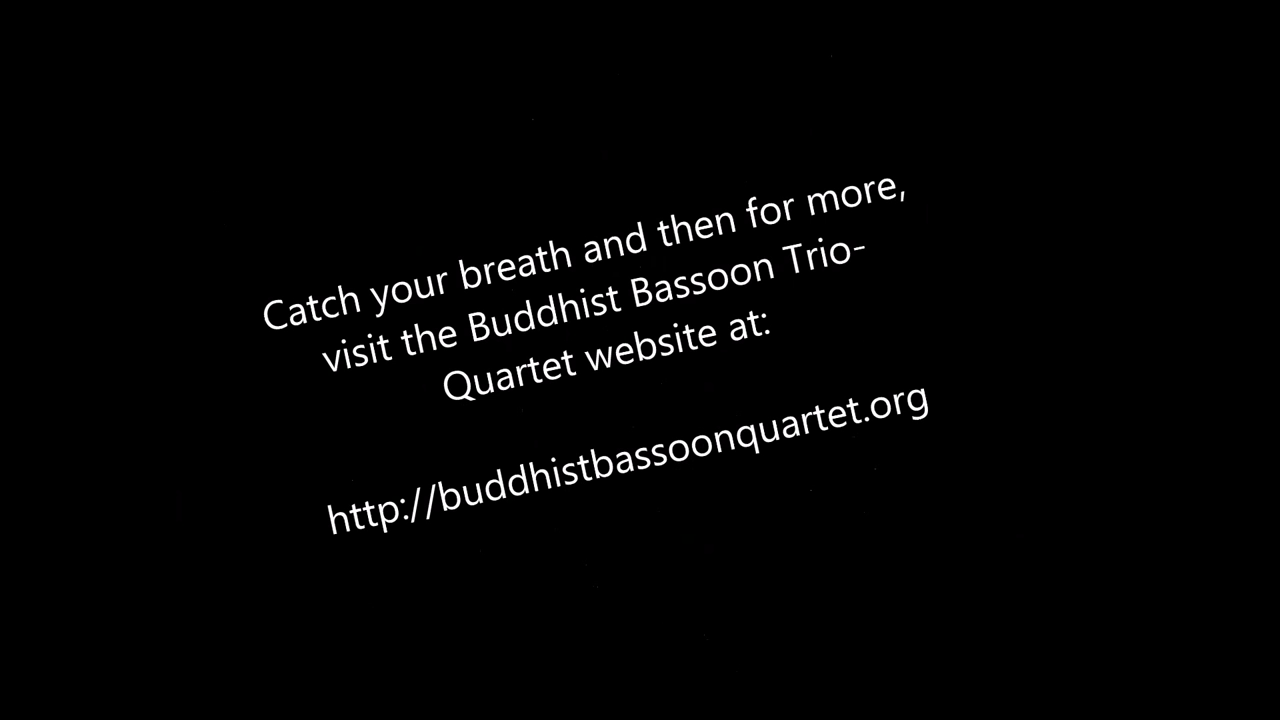 Catch your breath and then for more,
visit the Buddhist Bassoon Trio-
Quartet website at:
http://buddhistbassoonquartet.org